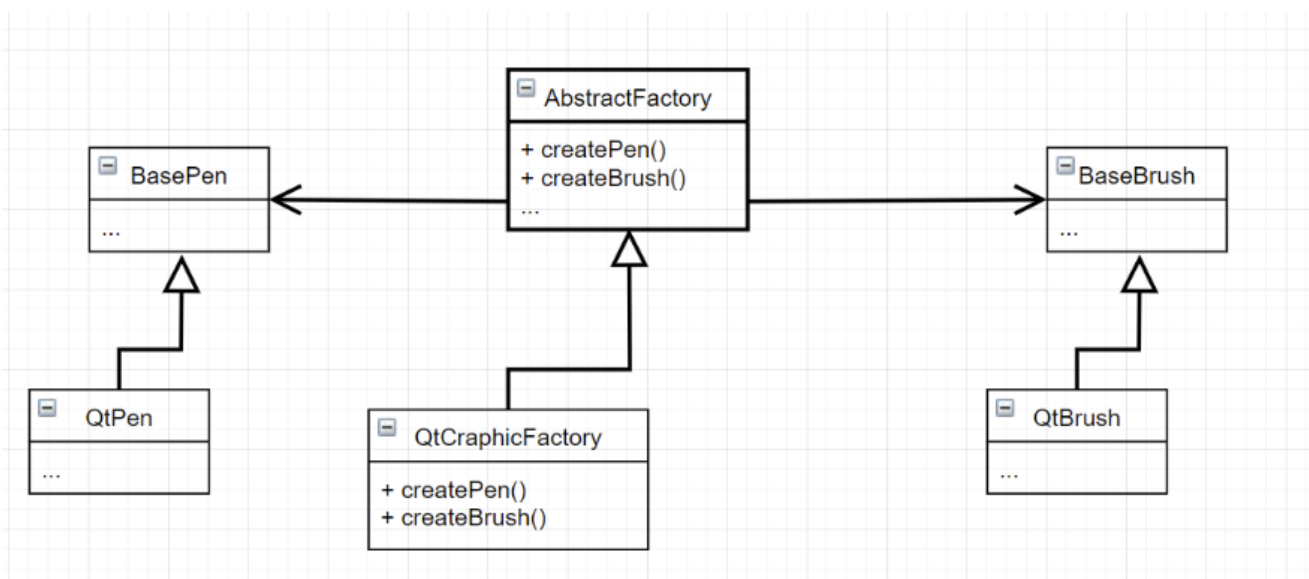 AbstractFactory
+ createPen()
+ createBrush()
...
BasePen
...
BaseBrush
...
QtPen
...
QtCraphicFactory
+ createPen()
+ createBrush()
QtBrush
...